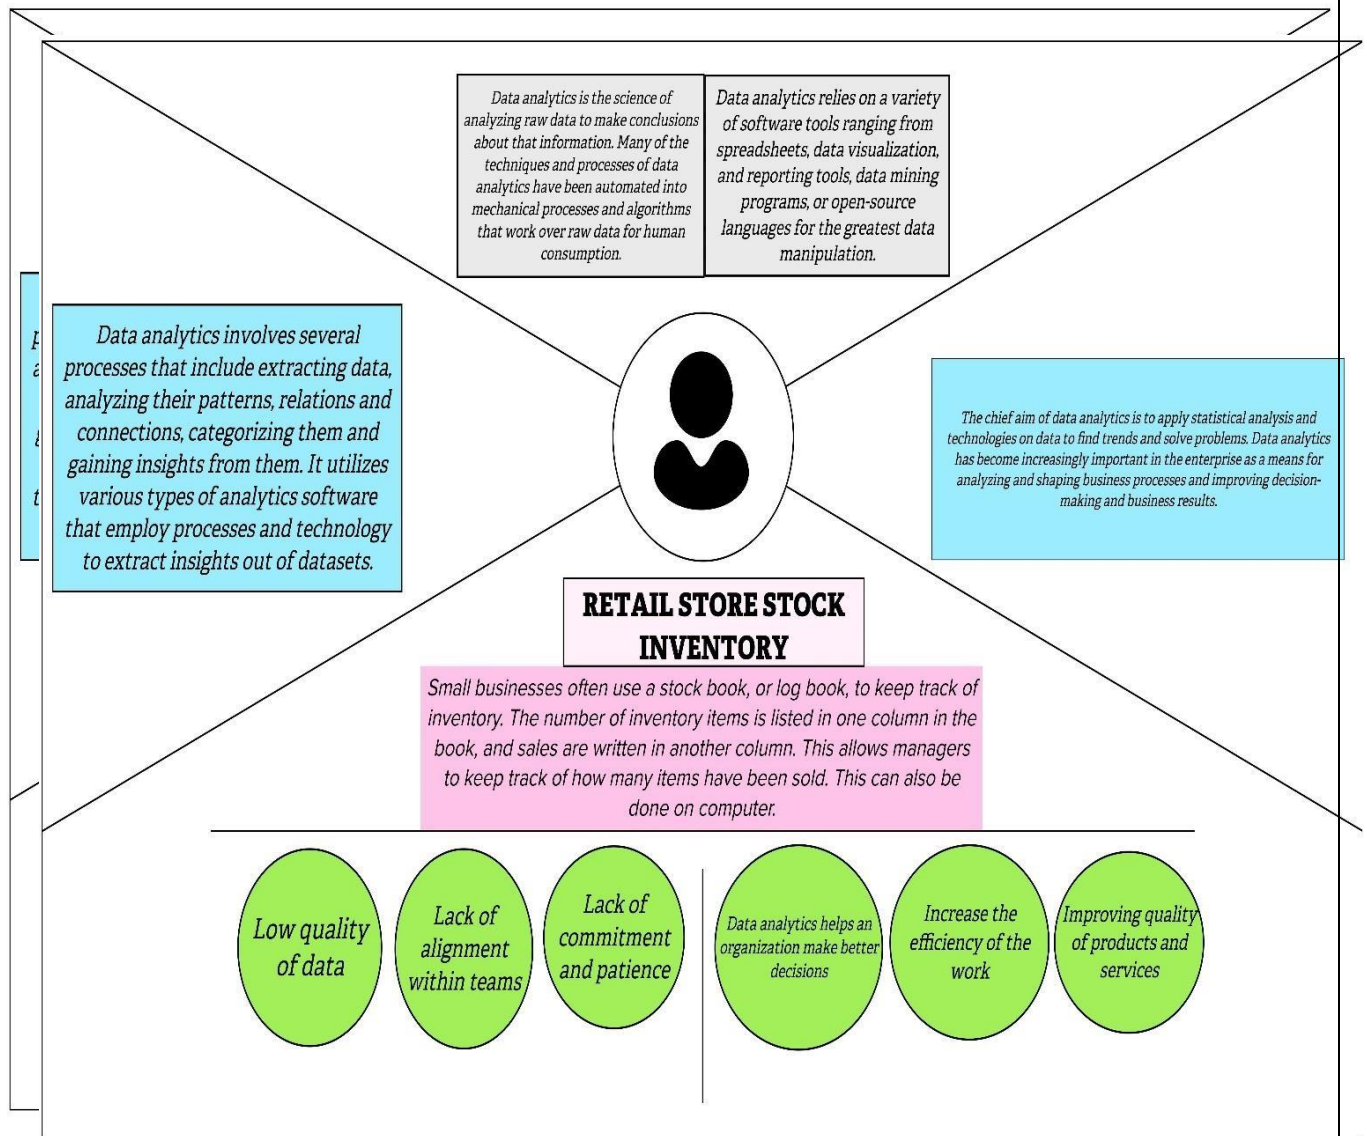 Data analytics is the science of
analyzing raw data to make conclusions
about that information. Many of the
techniques and processes of data
analytics have been automated into
mechanical processes and algorithms
that work over raw data for human
consumption.
Data analytics relies on a variety
of software tools ranging from
spreadsheets, data visualization,
and reporting tools, data mining
programs, or open-source
languages for the greatest data
manipulation.
Data analytics involves several
processes that include extracting data,
analyzing their patterns, relations and
connections, categorizing them and
gaining insights from them. It utilizes
various types of analytics software
that employ processes and technology
to extract insights out of datasets.
The chief aim of data analytics is to apply statistical analysis and
technologies on data to find trends and solve problems. Data analytics
has become increasingly important in the enterprise as a means for
analyzing and shaping business processes and improving decision-
making and business results.
RETAIL STORE STOCK
INVENTORY
Small businesses often use a stock book, or log book, to keep track of
inventory. The number of inventory items is listed in one column in the
book, and sales are written in another column. This allows managers
to keep track of how many items have been sold. This can also be
done on computer.
Low quality
of data
Lack of
alignment
within teams
Lack of
commitment
and patience
Data analytics helps an
organization make better
decisions
Increase the
efficiency of the
work
Improving quality
of products and
services